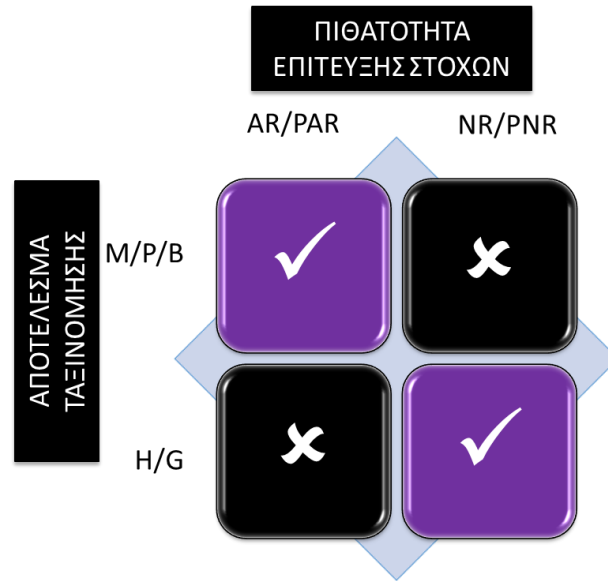 ΠΙΘΑΤΟΤΗΤΑ
ΕΠΙΤΕΥΞΗΣ ΣΤΟΧΩΝ
AR/PAR
NR/PNR
ΑΠΟΤΕΛΕΣΜΑ
ΤΑΞΙΝΟΜΗΣΗΣ
M/P/B
H/G